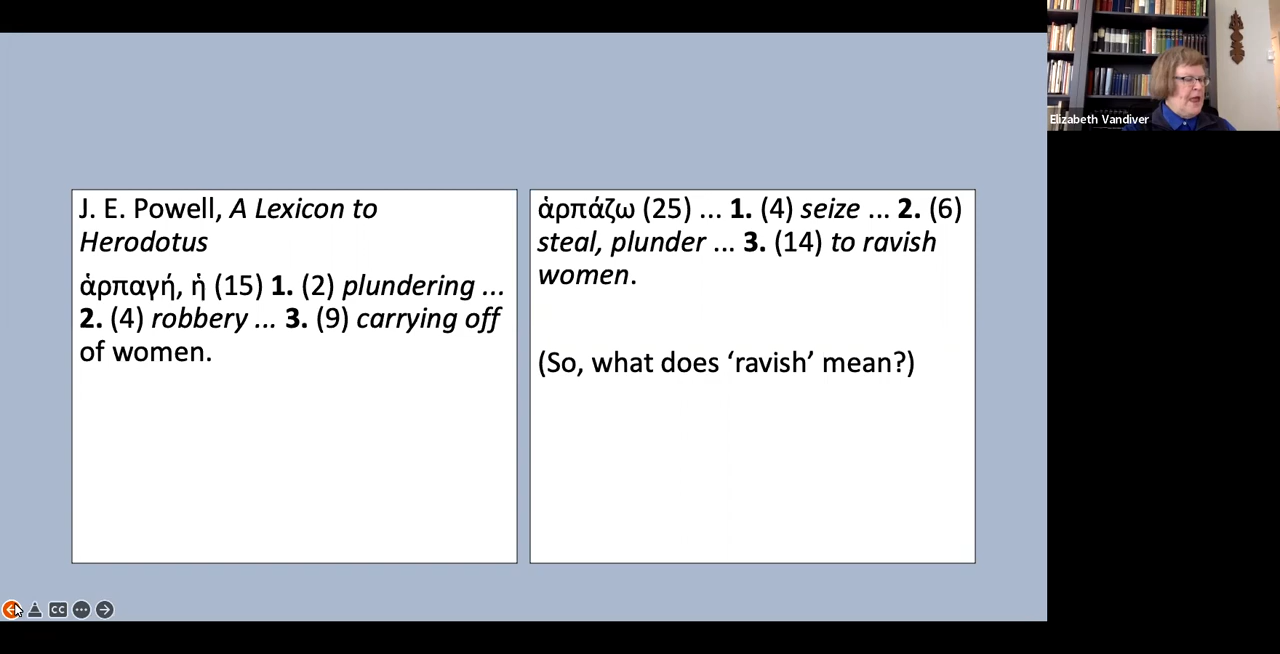 J. E. Powell, A Lexicon to
Herodotus
ἁρπαγή, ἡ (15) 1. (2) plundering ...
2. (4) robbery ... 3. (9) carrying off
of women.
ἁρπάζω (25) ... 1. (4) seize ... 2. (6)
steal, plunder ... 3. (14) to ravish
women.
(So, what does ‘ravish’ mean?)
Elizabeth Vandiver
CC